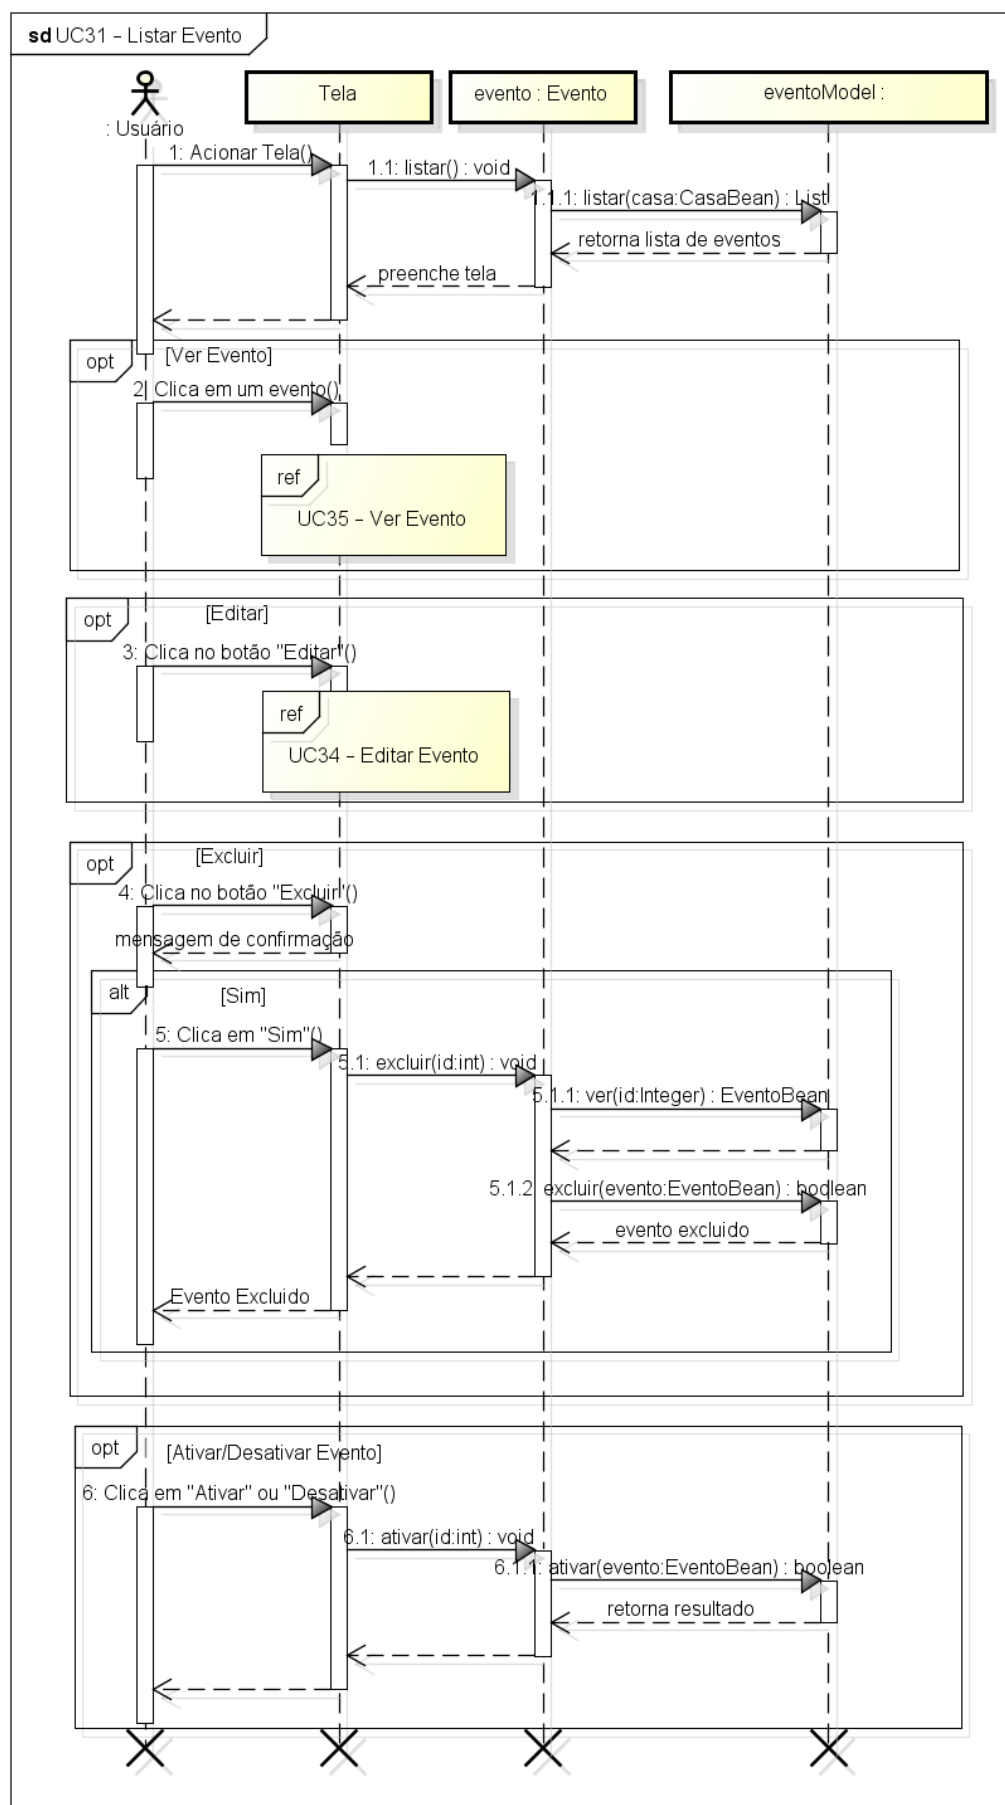 sd UC31 – Listar Evento
: Usuário
Tela
evento : Evento
eventoModel :
1: Acionar Tela()
1.1: listar() : void
1.1.1: listar(casa:CasaBean) : List
retorna lista de eventos
preenche tela
opt
[Ver Evento]
2: Clica em um evento()
ref
UC35 – Ver Evento
opt
[Editar]
3: Clica no botão "Editar"()
ref
UC34 – Editar Evento
opt
[Excluir]
4: Clica no botão "Excluir"()
mensagem de confirmação
alt
[Sim]
5: Clica em "Sim"()
5.1: excluir(id:int) : void
5.1.1: ver(id:Integer) : EventoBean
5.1.2: excluir(evento:EventoBean) : boolean
evento excluido
Evento Excluido
opt
[Ativar/Desativar Evento]
6: Clica em "Ativar" ou "Desativar"()
6.1: ativar(id:int) : void
6.1.1: ativar(evento:EventoBean) : boolean
retorna resultado